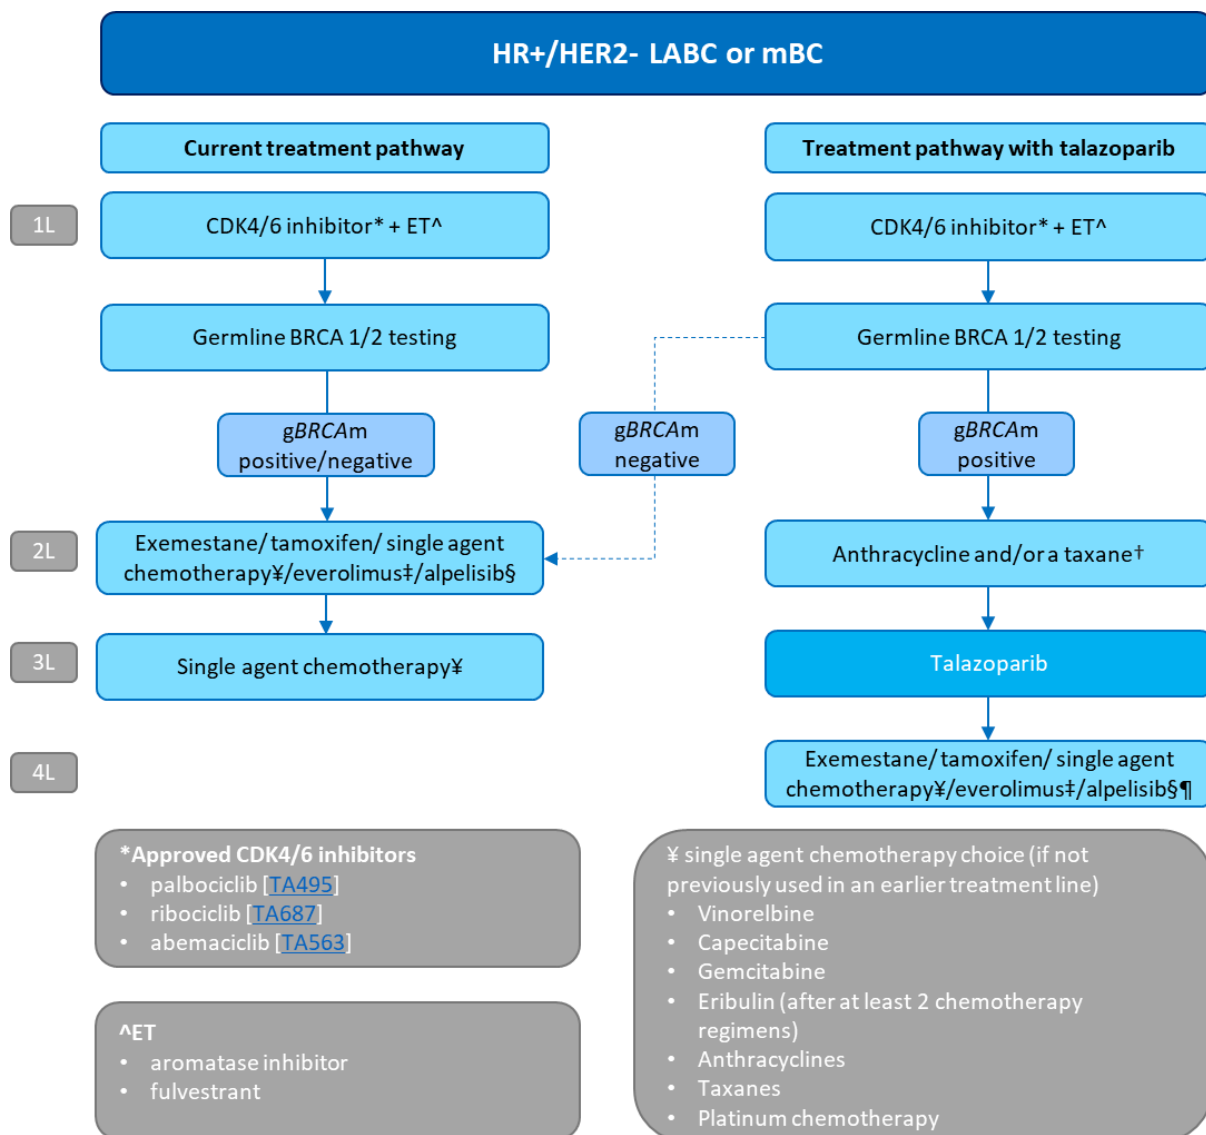 HR+/HER2- LABC or mBC
Current treatment pathway
Treatment pathway with talazoparib
1L
CDK4/6 inhibitor* + ET^
CDK4/6 inhibitor* + ET^
Germline BRCA 1/2 testing
Germline BRCA 1/2 testing
gBRCAm
positive/negative
gBRCAm
negative
gBRCAm
positive
2L
Exemestane/ tamoxifen/ single agent
chemotherapy¥/everolimus‡/alpelisib§
Anthracycline and/or a taxane†
3L
Single agent chemotherapy¥
Talazoparib
4L
Exemestane/ tamoxifen/ single agent
chemotherapy¥/everolimus‡/alpelisib§¶
*Approved CDK4/6 inhibitors
• palbociclib [TA495]
• ribociclib [TA687]
• abemaciclib [TA563]
^ET
• aromatase inhibitor
• fulvestrant
¥ single agent chemotherapy choice (if not
previously used in an earlier treatment line)
• Vinorelbine
• Capecitabine
• Gemcitabine
• Eribulin (after at least 2 chemotherapy
regimens)
• Anthracyclines
• Taxanes
• Platinum chemotherapy